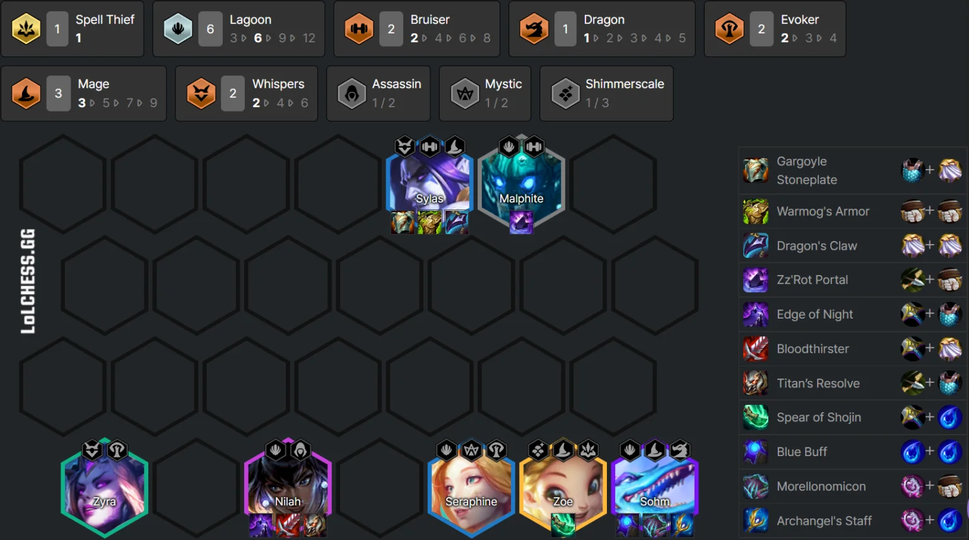 Spell Thief
1
1
Lagoon
6
3 ▷ 6 ▷ 9 ▷ 12
Bruiser
2
2 ▷ 4 ▷ 6 ▷ 8
Dragon
1
1 ▷ 2 ▷ 3 ▷ 4 ▷ 5
Evoker
2
2 ▷ 3 ▷ 4
Mage
3
3 ▷ 5 ▷ 7 ▷ 9
Whispers
2
2 ▷ 4 ▷ 6
Assassin
1 / 2
Mystic
1 / 2
Shimmerscale
1 / 3
LoLCHESS.GG
Sylas
Malphite
Zyra
Nilah
Seraphine
Zoe
Sohm
Gargoyle
Stoneplate
+
Warmog's Armor
+
Dragon's Claw
+
Zz'Rot Portal
+
Edge of Night
+
Bloodthirster
+
Titan's Resolve
+
Spear of Shojin
+
Blue Buff
+
Morellonomicon
+
Archangel's Staff
+